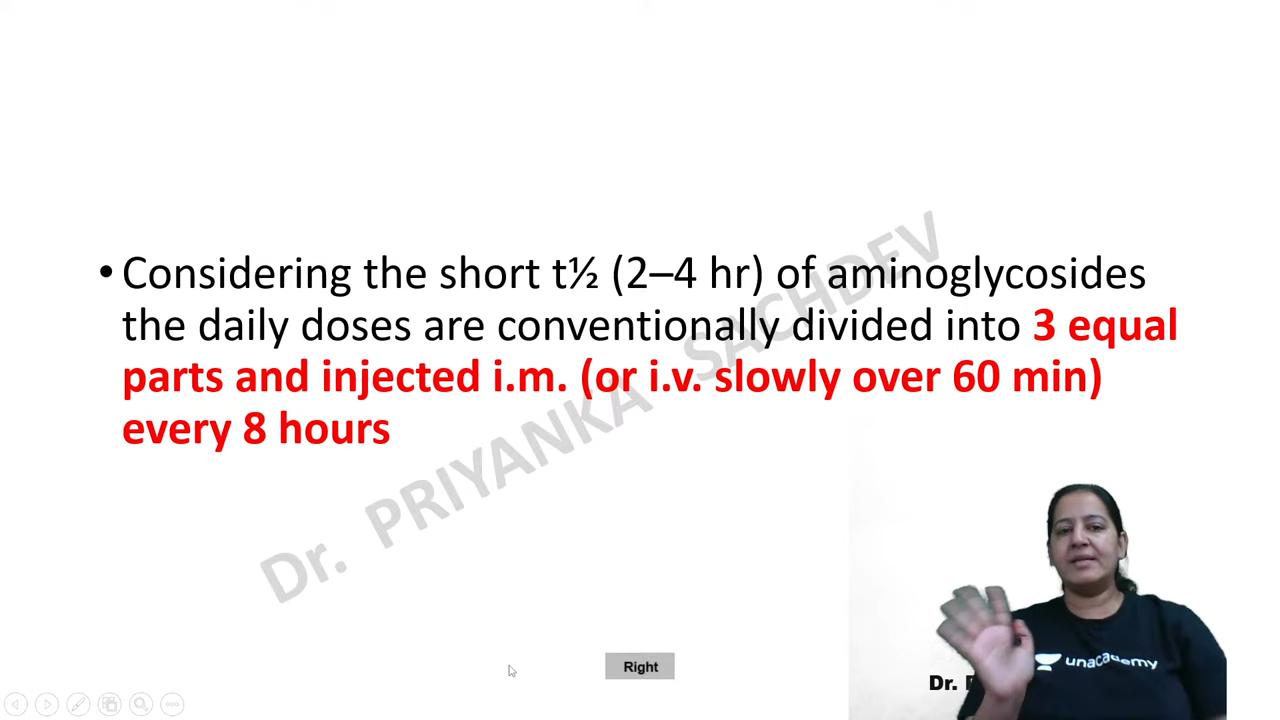 • Considering the short t½ (2–4 hr) of aminoglycosides
the daily doses are conventionally divided into 3 equal
parts and injected i.m. (or i.v. slowly over 60 min)
every 8 hours
Dr. PRIYANKA SACHDEV
unacademy
Dr.
Right